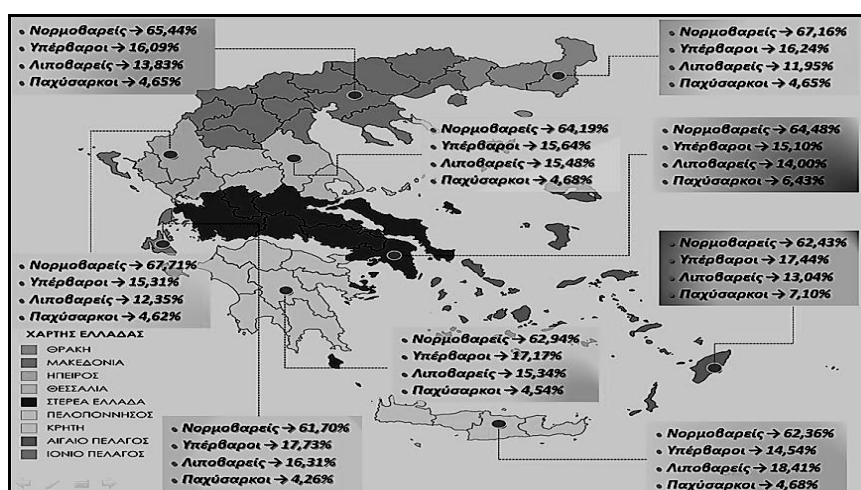 • Νορμοβαρείς → 65,44%
• Υπέρβαροι → 16,09%
• Λιποβαρείς → 13,83%
• Παχύσαρκοι → 4,65%
• Νορμοβαρείς → 67,16%
• Υπέρβαροι → 16,24%
• Λιποβαρείς → 11,95%
• Παχύσαρκοι → 4,65%
• Νορμοβαρείς → 64,19%
• Υπέρβαροι → 15,64%
• Λιποβαρείς → 15,48%
• Παχύσαρκοι → 4,68%
• Νορμοβαρείς → 64,48%
• Υπέρβαροι → 15,10%
• Λιποβαρείς → 14,00%
• Παχύσαρκοι → 6,43%
• Νορμοβαρείς → 62,43%
• Υπέρβαροι → 17,44%
• Λιποβαρείς → 13,04%
• Παχύσαρκοι → 7,10%
• Νορμοβαρείς → 67,71%
• Υπέρβαροι → 15,31%
• Λιποβαρείς → 12,35%
• Παχύσαρκοι → 4,62%
ΧΑΡΤΗΣ ΕΛΛΑΔΑΣ
ΘΡΑΚΗ
ΜΑΚΕΔΟΝΙΑ
ΗΠΕΙΡΟΣ
ΘΕΣΣΑΛΙΑ
ΣΤΕΡΕΑ ΕΛΛΑΔΑ
ΠΕΛΟΠΟΝΝΗΣΟΣ
ΚΡΗΤΗ
ΑΙΓΑΙΟ ΠΕΛΑΓΟΣ
ΙΟΝΙΟ ΠΕΛΑΓΟΣ
• Νορμοβαρείς → 62,94%
• Υπέρβαροι → 17,17%
• Λιποβαρείς → 15,34%
• Παχύσαρκοι → 4,54%
• Νορμοβαρείς → 61,70%
• Υπέρβαροι → 17,73%
• Λιποβαρείς → 16,31%
• Παχύσαρκοι → 4,26%
• Νορμοβαρείς → 62,36%
• Υπέρβαροι → 14,54%
• Λιποβαρείς → 18,41%
• Παχύσαρκοι → 4,68%